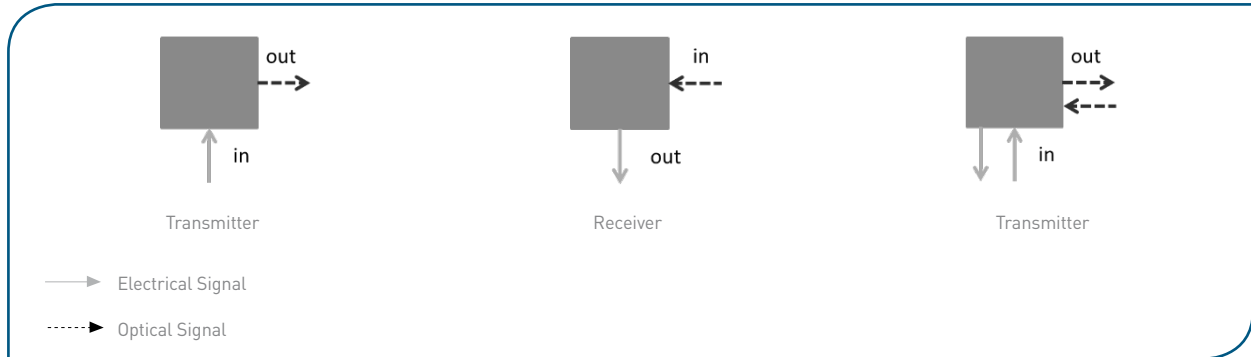 out
in
Transmitter
in
out
Receiver
out
in
Transmitter
Electrical Signal
Optical Signal